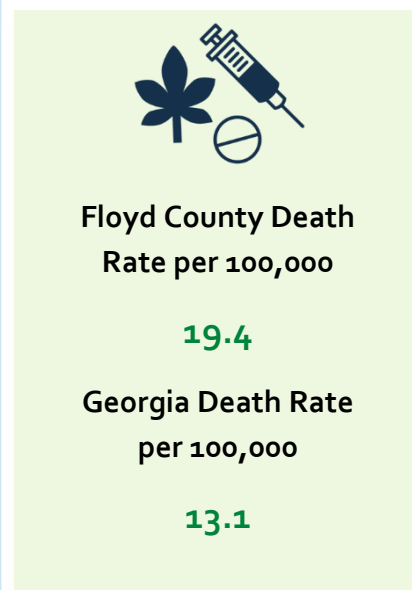 Floyd County Death
Rate per 100,000
19.4
Georgia Death Rate
per 100,000
13.1